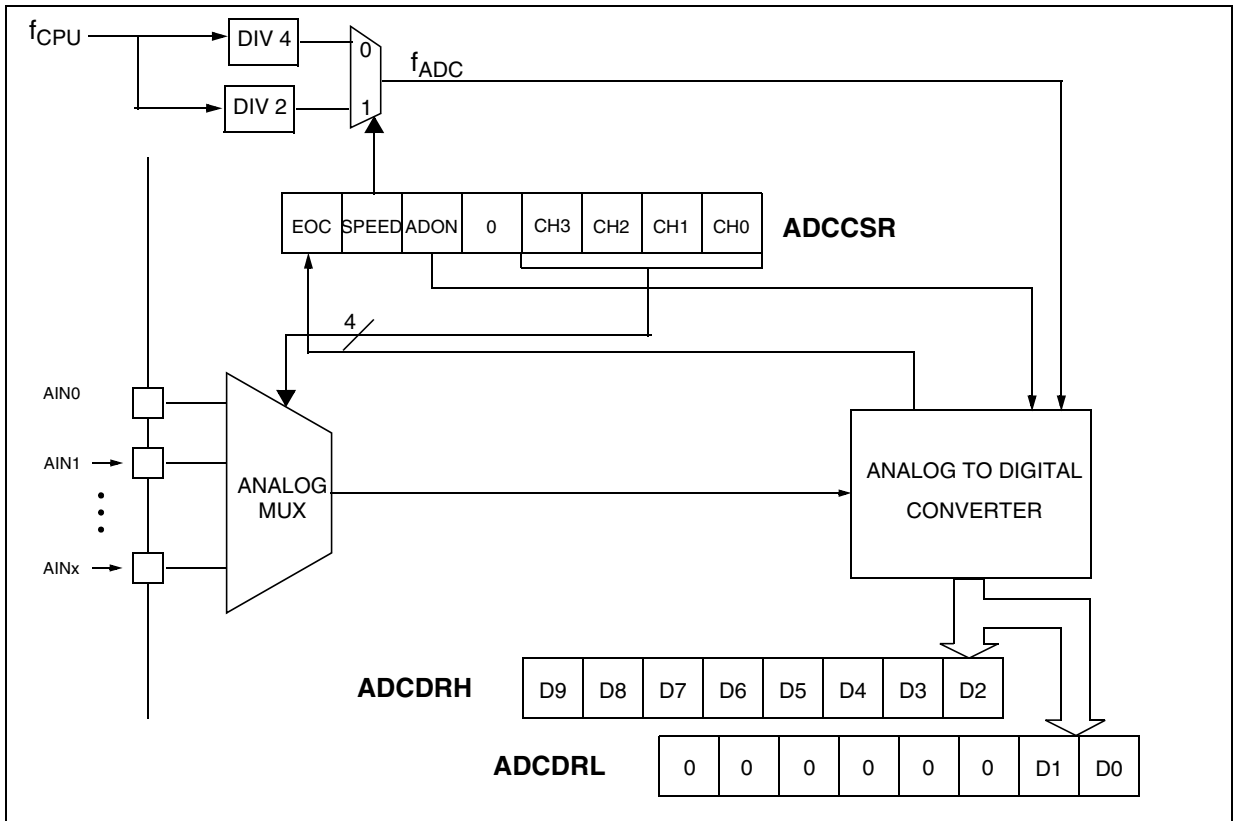 fCPU
DIV 4
0
fADC
DIV 2
1
EOC SPEED ADON 0 CH3 CH2 CH1 CH0 ADCCSR
4
AIN0
AIN1
AINx
ANALOG
MUX
ANALOG TO DIGITAL
CONVERTER
ADCDRH D9 D8 D7 D6 D5 D4 D3 D2
ADCDRL 0 0 0 0 0 0 D1 D0